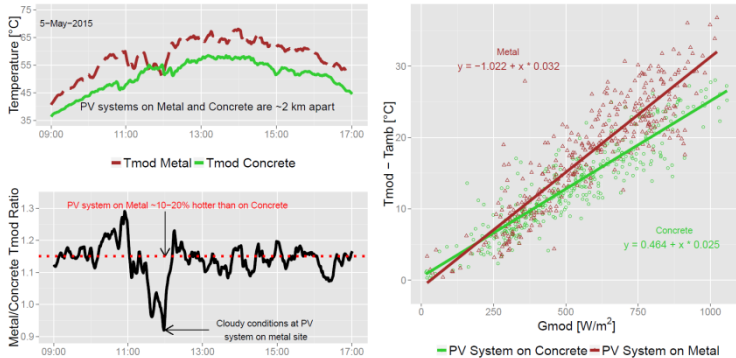 Temperature [°C]
65
55
45
35
5−May−2015
PV systems on Metal and Concrete are ~2 km apart
09:00 11:00 13:00 15:00 17:00
Tmod Metal Tmod Concrete
Metal/Concrete Tmod Ratio
1.3
1.2
1.1
1.0
0.9
PV system on Metal ~10−20% hotter than on Concrete
Cloudy conditions at PV
system on metal site
09:00 11:00 13:00 15:00 17:00
Tmod − Tamb [°C]
30
20
10
0
Metal
y = −1.022 + x * 0.032
Concrete
y = 0.464 + x * 0.025
0 250 500 750 1000
Gmod [W/m²]
PV System on Concrete PV System on Metal